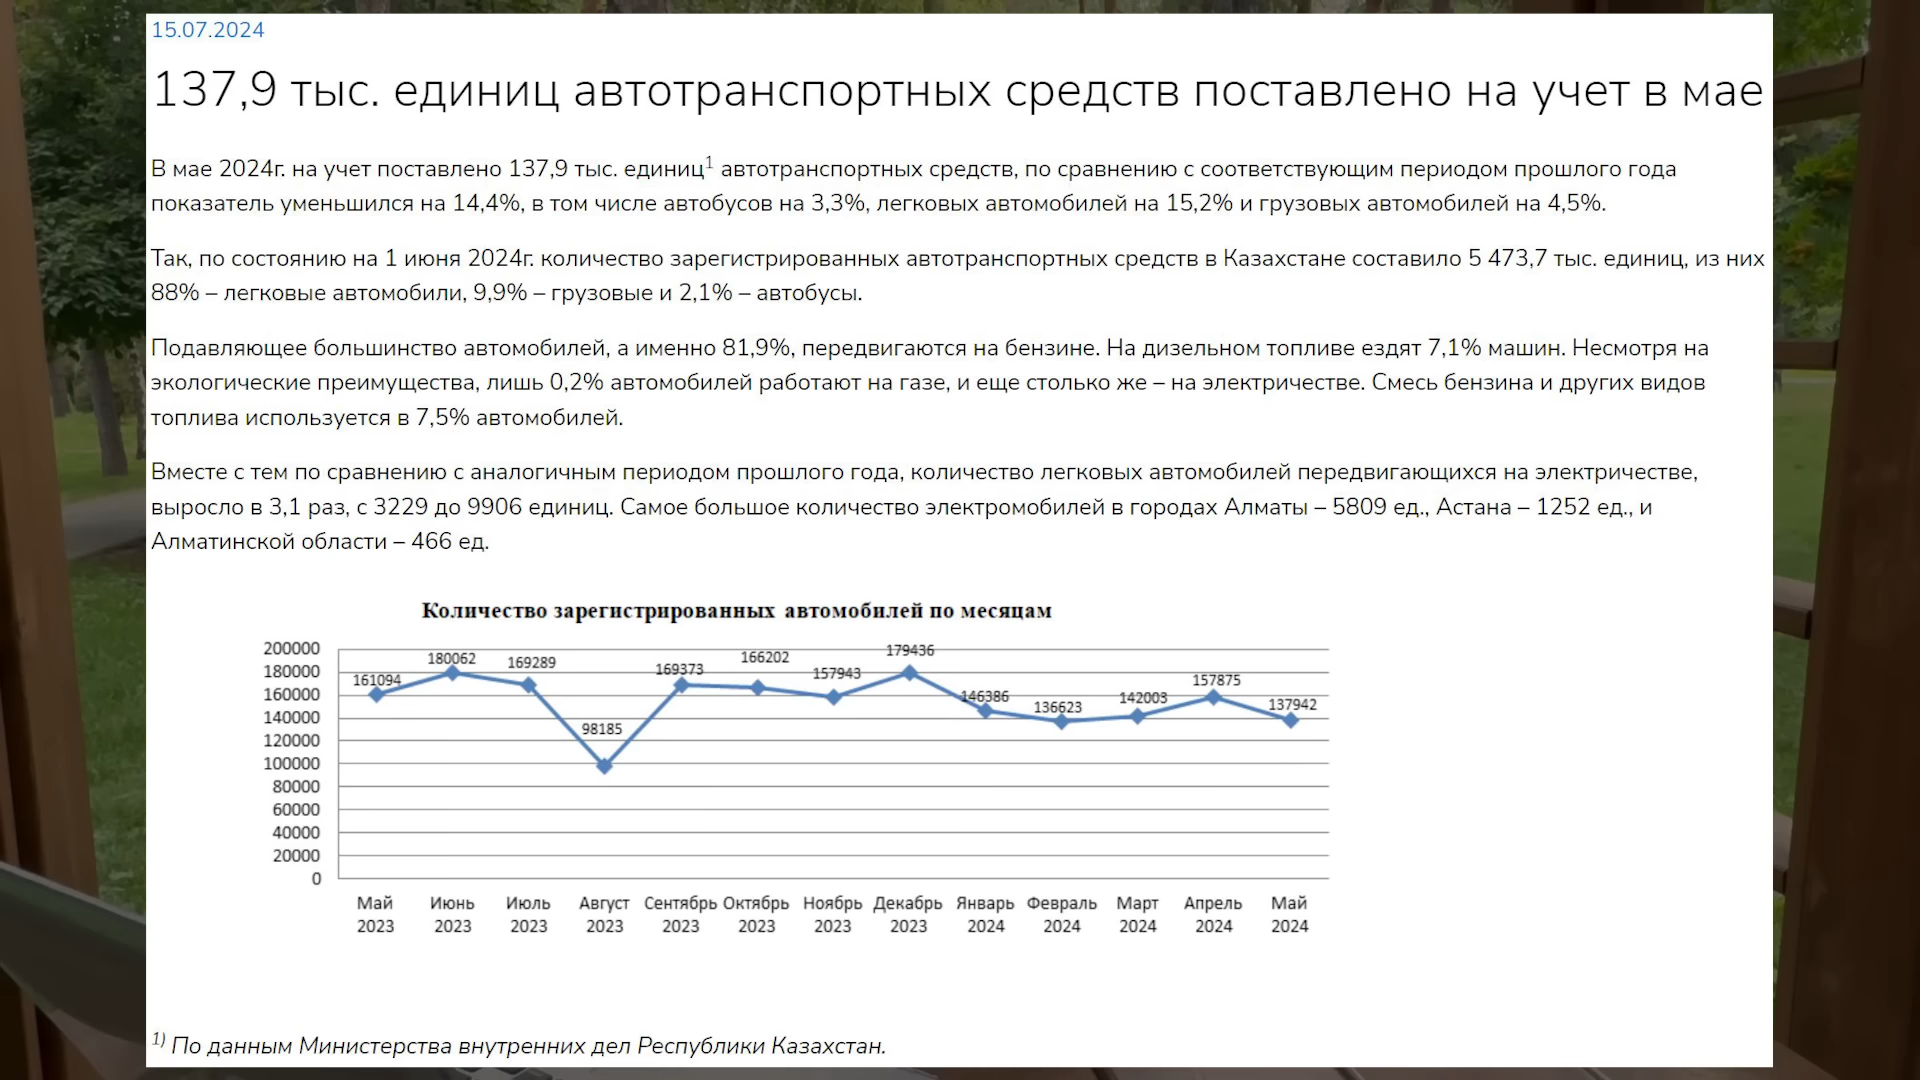 15.07.2024
137,9 тыс. единиц автотранспортных средств поставлено на учет в мае
В мае 2024г. на учет поставлено 137,9 тыс. единиц1 автотранспортных средств, по сравнению с соответствующим периодом прошлого года
показатель уменьшился на 14,4%, в том числе автобусов на 3,3%, легковых автомобилей на 15,2% и грузовых автомобилей на 4,5%.
Так, по состоянию на 1 июня 2024г. количество зарегистрированных автотранспортных средств в Казахстане составило 5 473,7 тыс. единиц, из них
88% – легковые автомобили, 9,9% – грузовые и 2,1% – автобусы.
Подавляющее большинство автомобилей, а именно 81,9%, передвигаются на бензине. На дизельном топливе ездят 7,1% машин. Несмотря на
экологические преимущества, лишь 0,2% автомобилей работают на газе, и еще столько же – на электричестве. Смесь бензина и других видов
топлива используется в 7,5% автомобилей.
Вместе с тем по сравнению с аналогичным периодом прошлого года, количество легковых автомобилей передвигающихся на электричестве,
выросло в 3,1 раз, с 3229 до 9906 единиц. Самое большое количество электромобилей в городах Алматы – 5809 ед., Астана – 1252 ед., и
Алматинской области – 466 ед.
Количество зарегистрированных автомобилей по месяцам
200000
180000
160000
140000
120000
100000
80000
60000
40000
20000
0
161094
180062
169289
98185
169373
166202
157943
179436
146386
136623
142003
157875
137942
Май Июнь Июль Август Сентябрь Октябрь Ноябрь Декабрь Январь Февраль Март Апрель Май
2023 2023 2023 2023 2023 2023 2023 2023 2024 2024 2024 2024 2024
1) По данным Министерства внутренних дел Республики Казахстан.